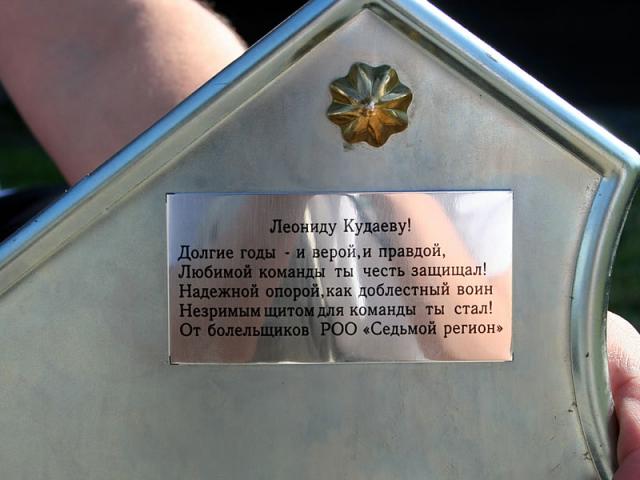 Леониду Кудаеву!
Долгие годы - и верой,и правдой,
Любимой команды ты честь защищал!
Надежной опорой,как доблестный воин
Незримым щитом для команды ты стал!
От болельщиков РОО «Седьмой регион»